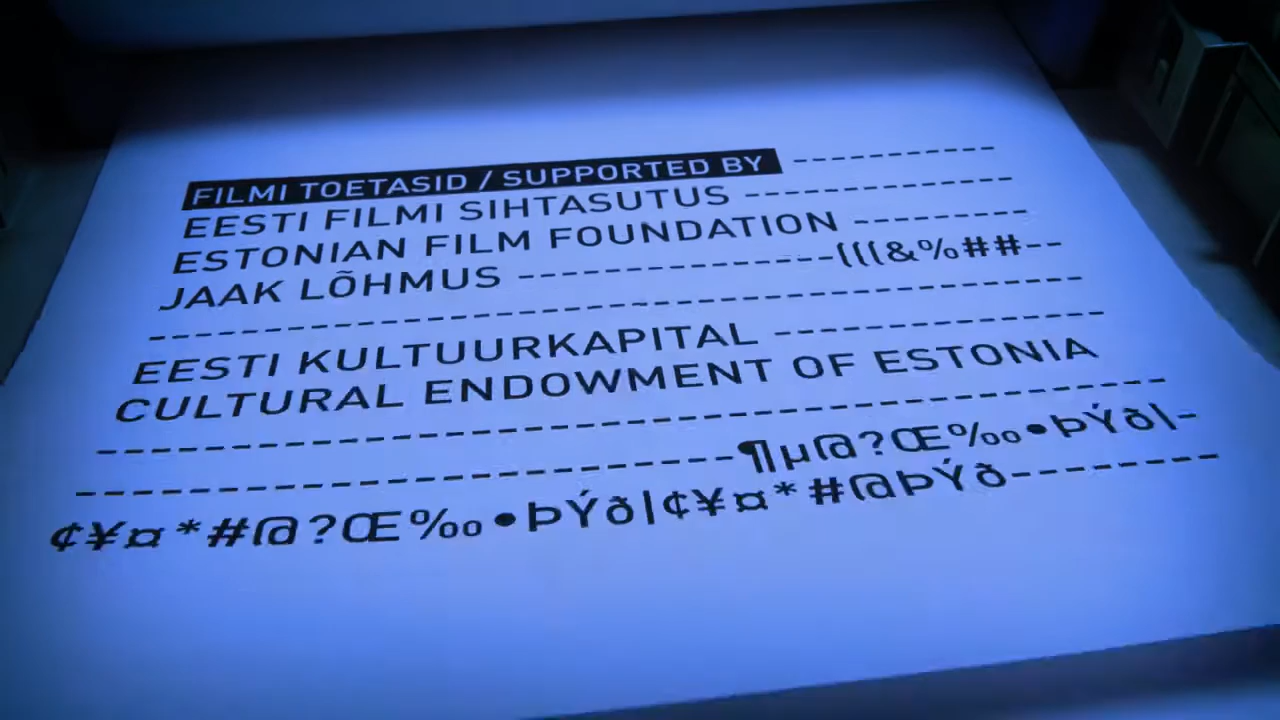 FILMI TOETASID / SUPPORTED BY ------------
EESTI FILMI SIHTASUTUS ----------------
ESTONIAN FILM FOUNDATION ----------
JAAK LÕHMUS ------------------(((&%##--
------------------------------------------------
EESTI KULTUURKAPITAL -------------------
CULTURAL ENDOWMENT OF ESTONIA
------------------------------------------------
-----------------------------¶µ@?Œ‰•ÞÝð|-
¢¥¤*#@?Œ‰•ÞÝð|¢¥¤*#@ÞÝð---------